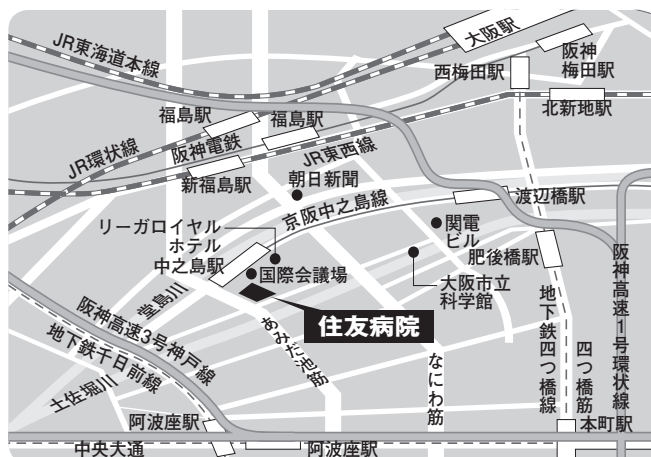 大阪駅
JR東海道本線
阪神
梅田駅
西梅田駅
北新地駅
福島駅
福島駅
阪神電鉄
JR環状線
JR東西線
新福島駅
朝日新聞
京阪中之島線
渡辺橋駅
リーガロイヤル
ホテル
中之島駅
関電
ビル
肥後橋駅
国際会議場
大阪市立
科学館
堂島川
住友病院
阪神高速3号神戸線
地下鉄千日前線
土佐堀川
あみだ池筋
なにわ筋
地下鉄四つ橋線
四つ橋筋
阪神高速1号環状線
阿波座駅
本町駅
中央大通
阿波座駅